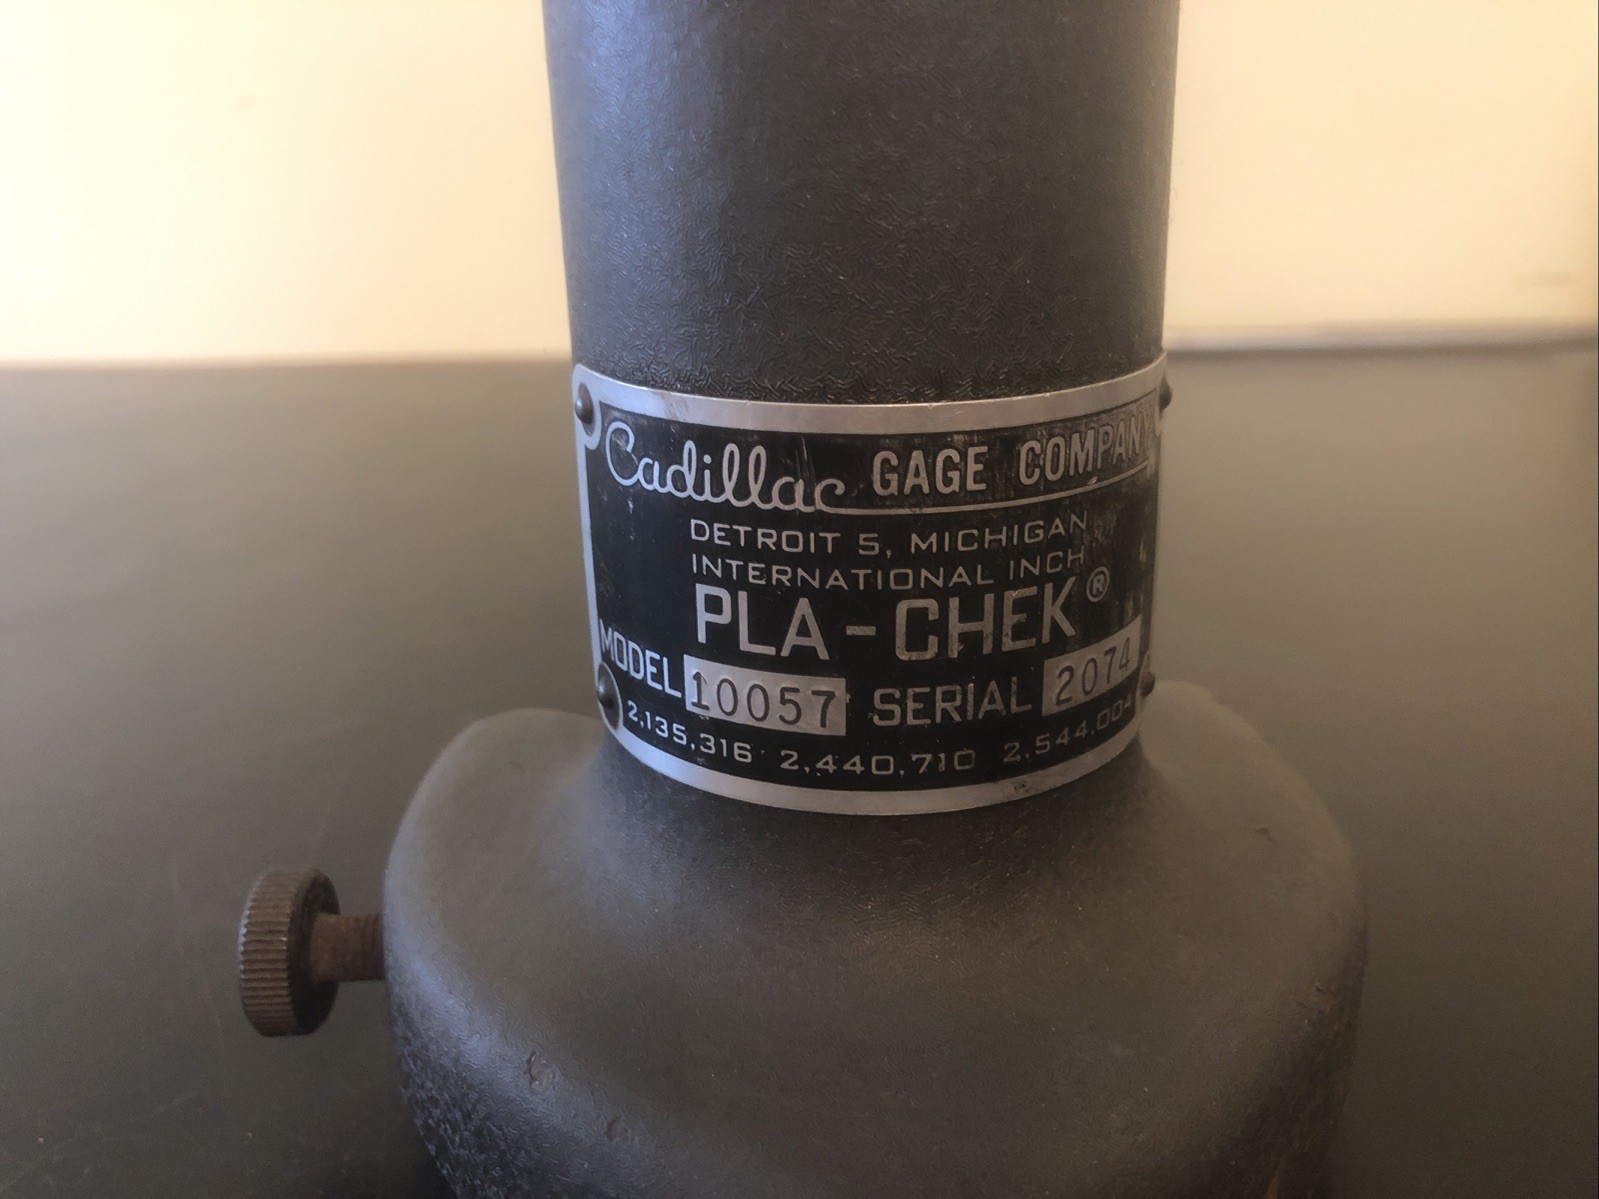 Cadillac GAGE COMPANY
DETROIT 5, MICHIGAN
INTERNATIONAL INCH
PLA-CHEK®
MODEL 10057 SERIAL 2074
2,135,316 2,440,710 2,544,004